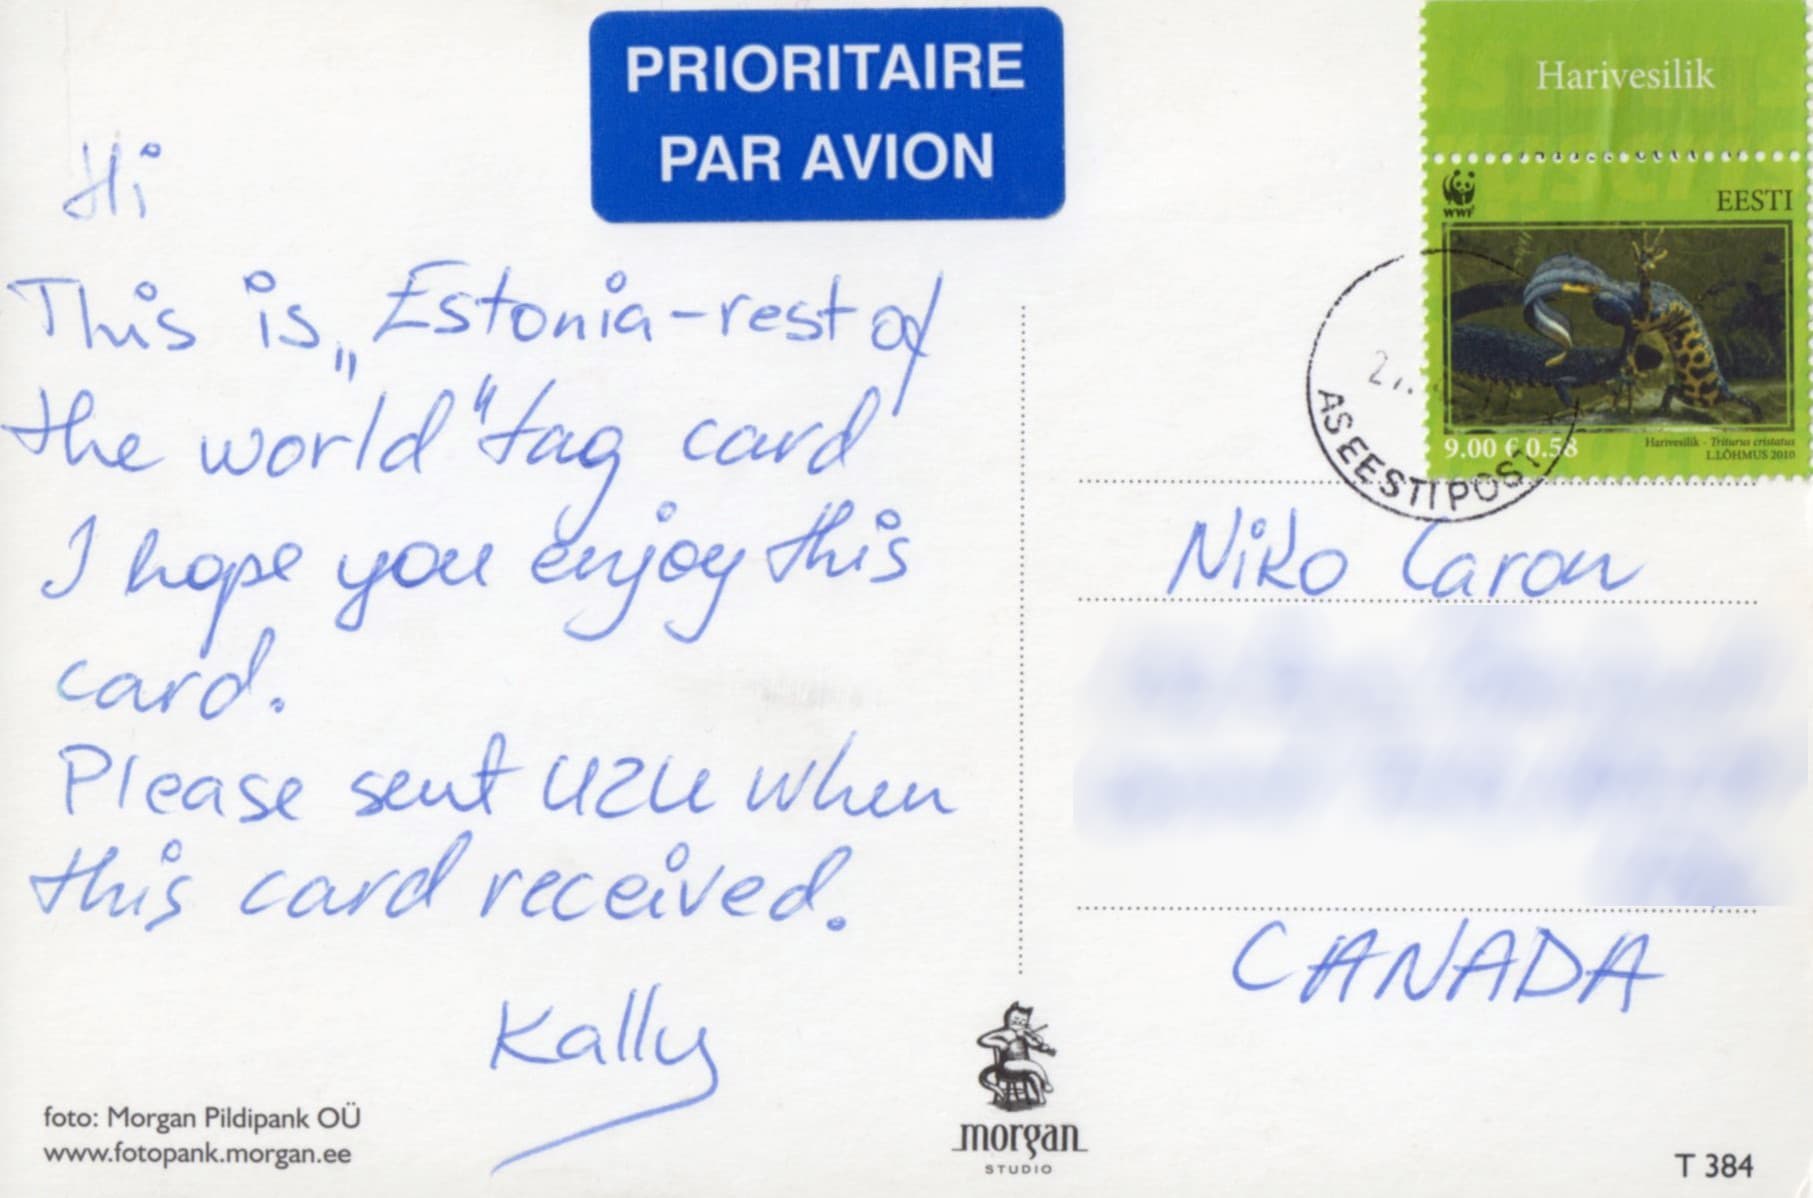 PRIORITAIRE
PAR AVION
Harivesilik
WWF
EESTI
9.00 € 0.58
Harivesilik - Triturus cristatus
L.LÕHMUS 2010
AS EESTI POST
Hi
This is „Estonia-rest of
the world" tag card
I hope you enjoy this
card.
Please sent U2U when
this card received.
Kally
Niko Caron
CANADA
foto: Morgan Pildipank OÜ
www.fotopank.morgan.ee
morgan
STUDIO
T 384